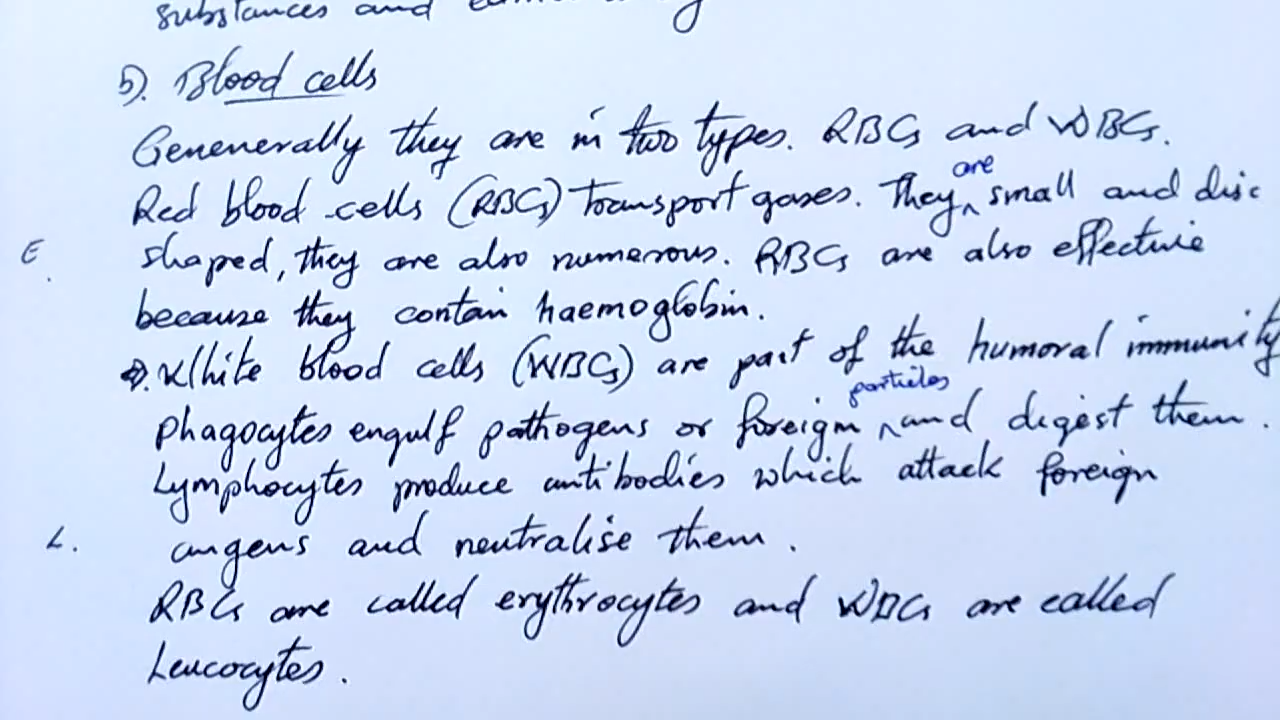 substances and
b). Blood cells
Genenerally they are in two types. RBCs and WBCs.
Red blood cells (RBCs) transport gases. They are small and disc
E. shaped, they are also numerous. RBCs are also effective
because they contain haemoglobin.
White blood cells (WBCs) are part of the humoral immunity
Phagocytes engulf pathogens or foreign particles and digest them.
Lymphocytes produce antibodies which attack foreign
L. angens and neutralise them.
RBCs are called erythrocytes and WBCs are called
Leucocytes.